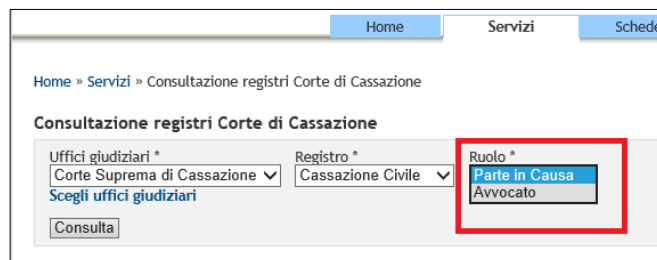 Home Servizi Schede
Home » Servizi » Consultazione registri Corte di Cassazione
Consultazione registri Corte di Cassazione
Uffici giudiziari * Registro * Ruolo *
Corte Suprema di Cassazione Cassazione Civile Parte in Causa
Scegli uffici giudiziari Avvocato
Consulta